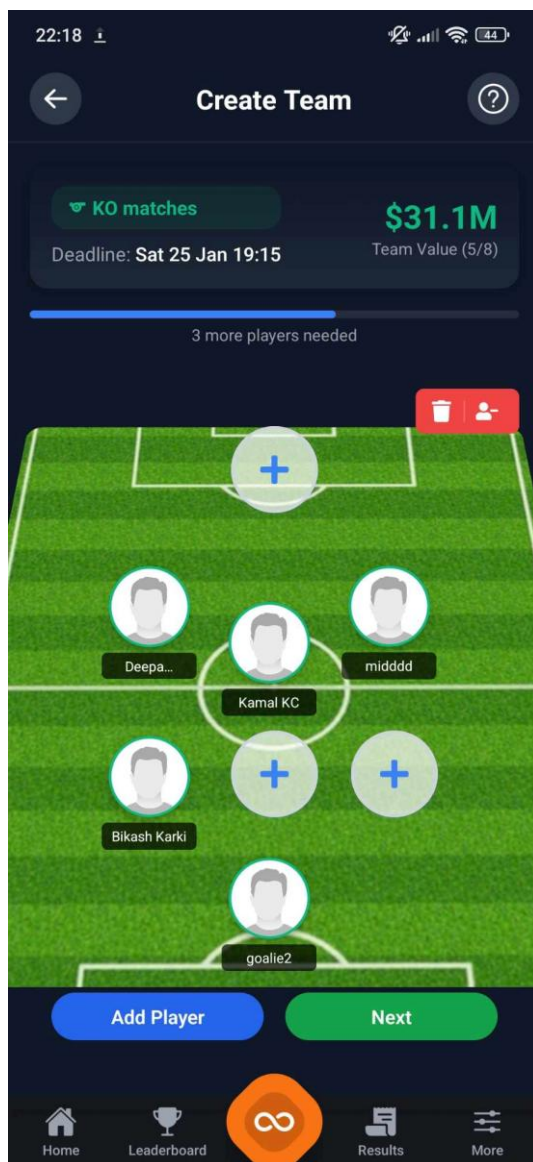 22:18
44
Create Team
KO matches
$31.1M
Deadline: Sat 25 Jan 19:15
Team Value (5/8)
3 more players needed
Deepa...
midddd
Kamal KC
Bikash Karki
goalie2
Add Player
Next
Home
Leaderboard
Results
More